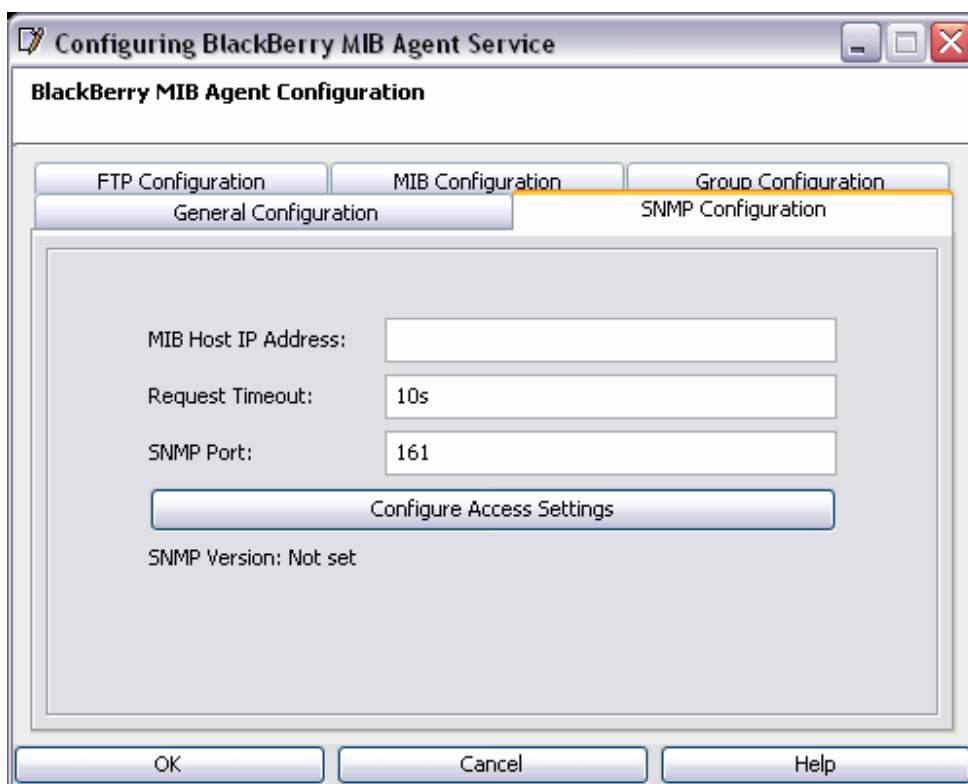 Configuring BlackBerry MIB Agent Service
BlackBerry MIB Agent Configuration
FTP Configuration
MIB Configuration
Group Configuration
General Configuration
SNMP Configuration
MIB Host IP Address:
Request Timeout:
10s
SNMP Port:
161
Configure Access Settings
SNMP Version: Not set
OK
Cancel
Help